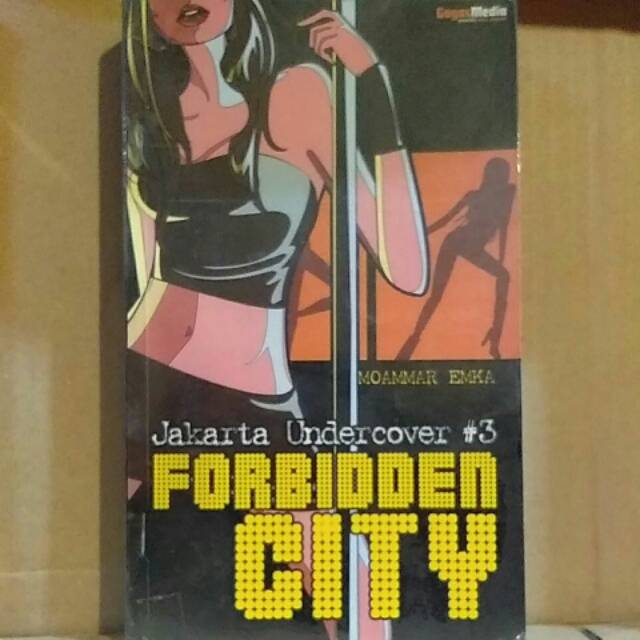 GagasMedia
MOAMMAR EMKA
Jakarta Undercover #3
FORBIDDEN
CITY